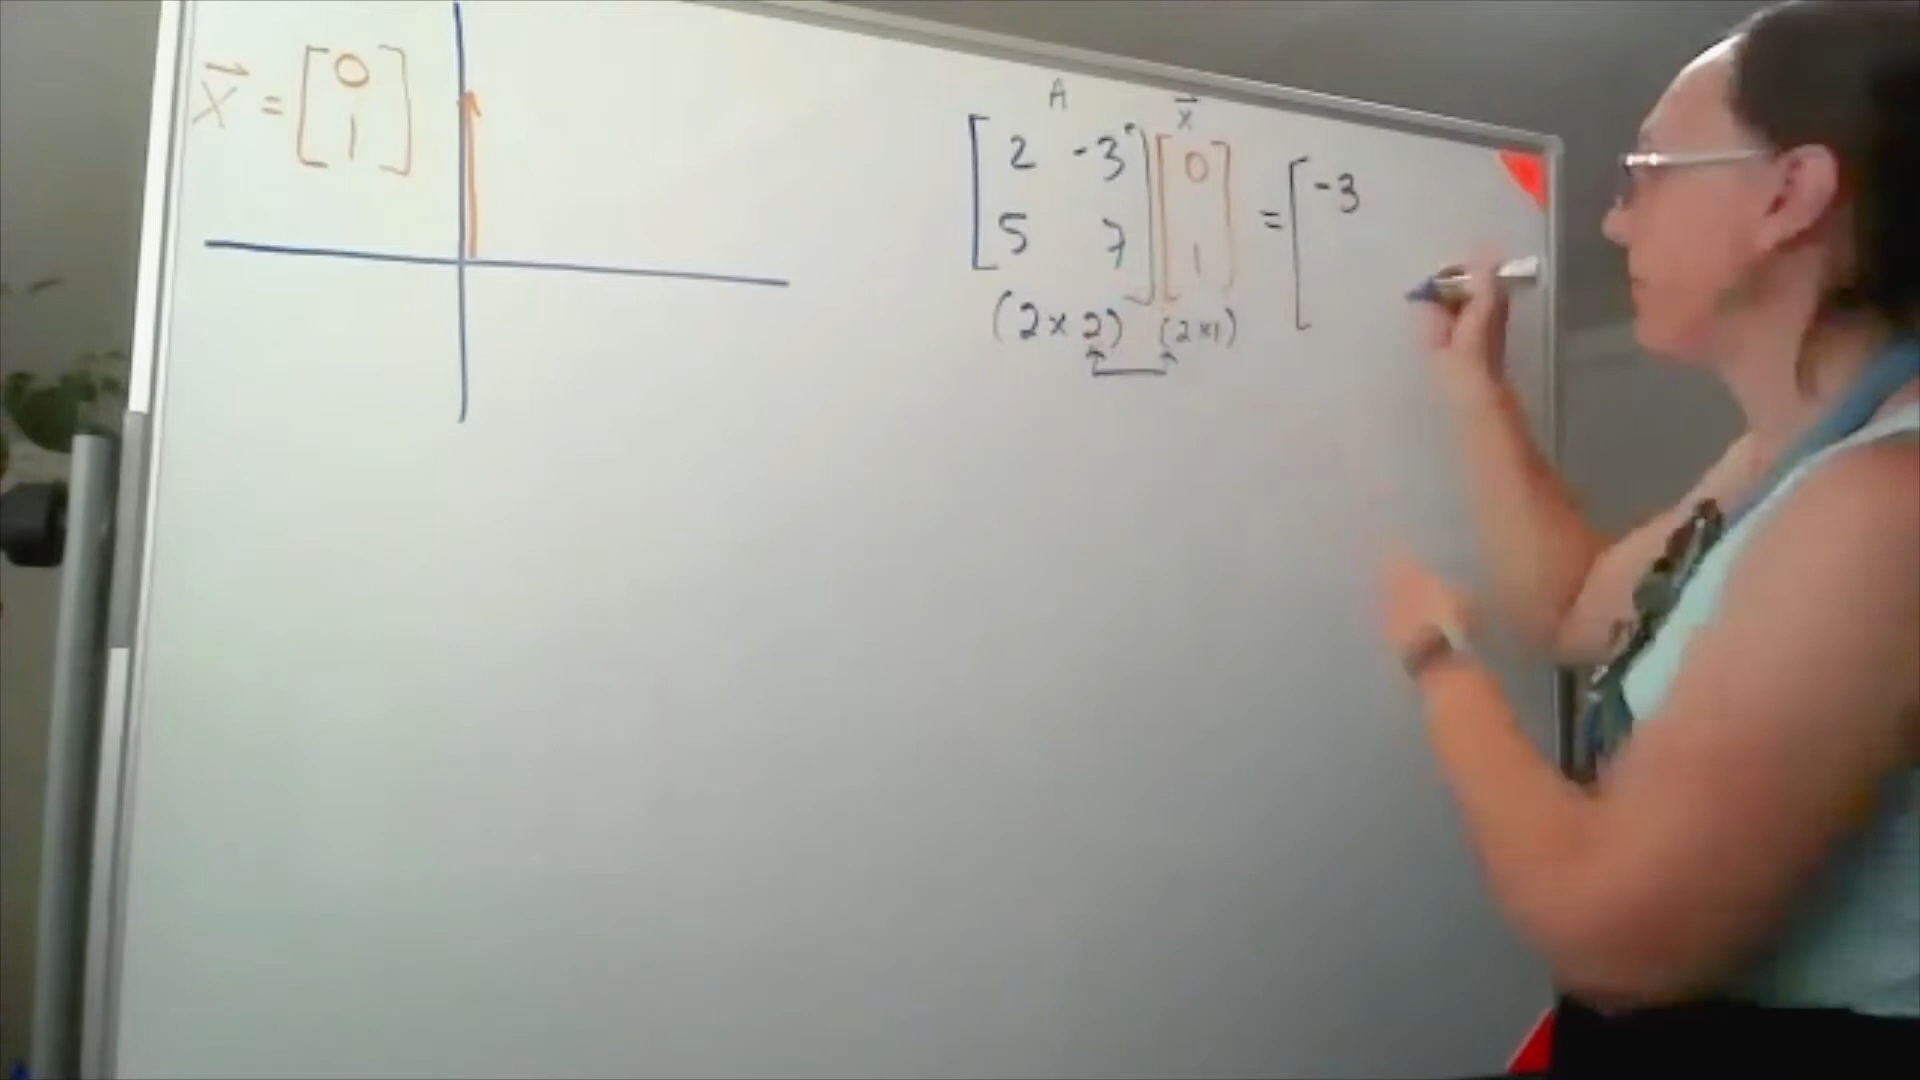 x⃗ = [0 1]
A x⃗
[2 -3 5 7] [0 1] = [-3
(2 x 2) (2 x 1)